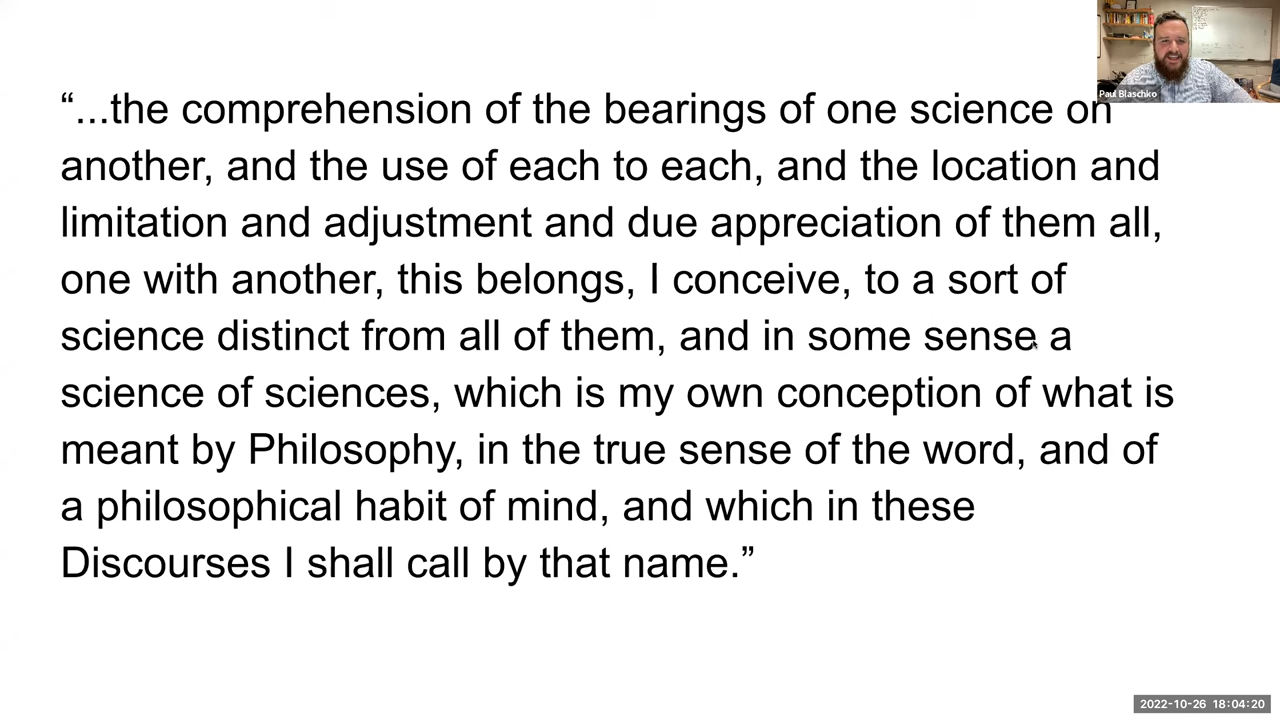 “...the comprehension of the bearings of one science on
another, and the use of each to each, and the location and
limitation and adjustment and due appreciation of them all,
one with another, this belongs, I conceive, to a sort of
science distinct from all of them, and in some sense a
science of sciences, which is my own conception of what is
meant by Philosophy, in the true sense of the word, and of
a philosophical habit of mind, and which in these
Discourses I shall call by that name.”
Paul Blaschko
2022-10-26 18:04:20